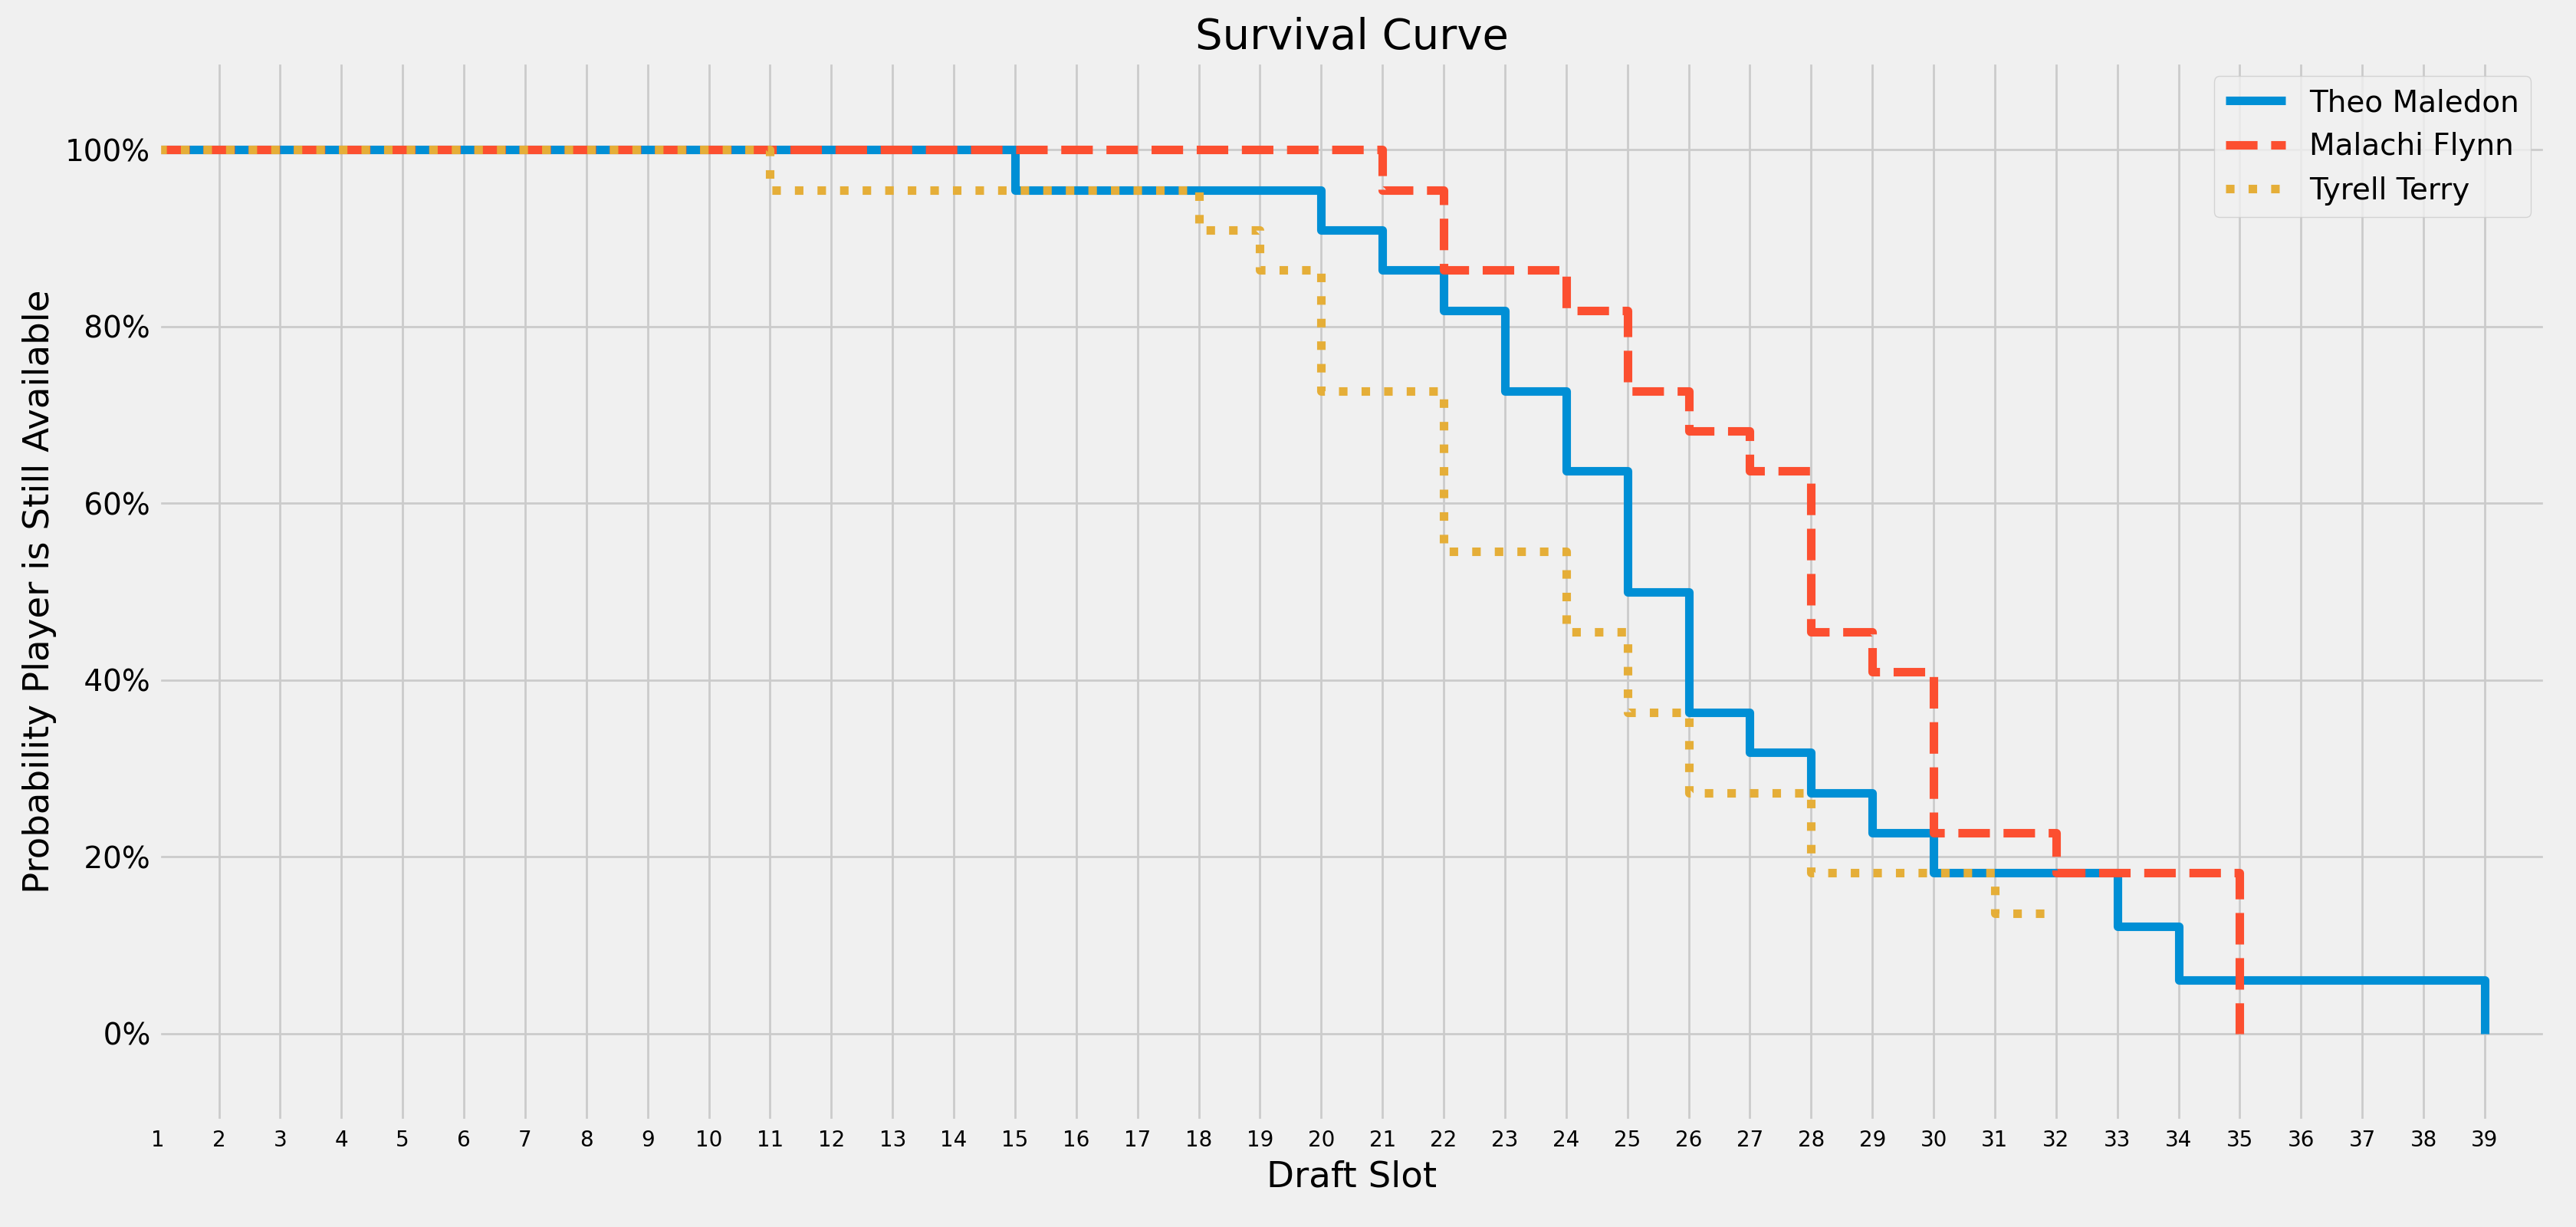 Survival Curve
Theo Maledon
Malachi Flynn
Tyrell Terry
Probability Player is Still Available
100%
80%
60%
40%
20%
0%
1 2 3 4 5 6 7 8 9 10 11 12 13 14 15 16 17 18 19 20 21 22 23 24 25 26 27 28 29 30 31 32 33 34 35 36 37 38 39
Draft Slot